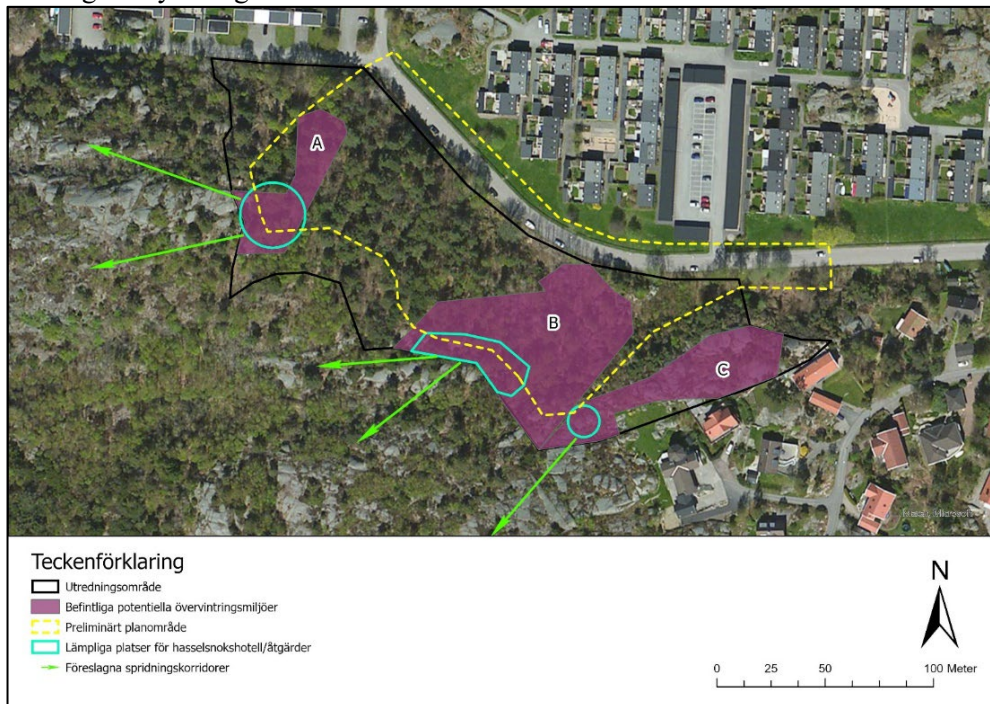 A
B
C
Teckenförklaring
Utredningsområde
Befintliga potentiella övervintringsmiljöer
Preliminärt planområde
Lämpliga platser för hasselsnokshotell/åtgärder
Föreslagna spridningskorridorer
N
0 25 50 100 Meter